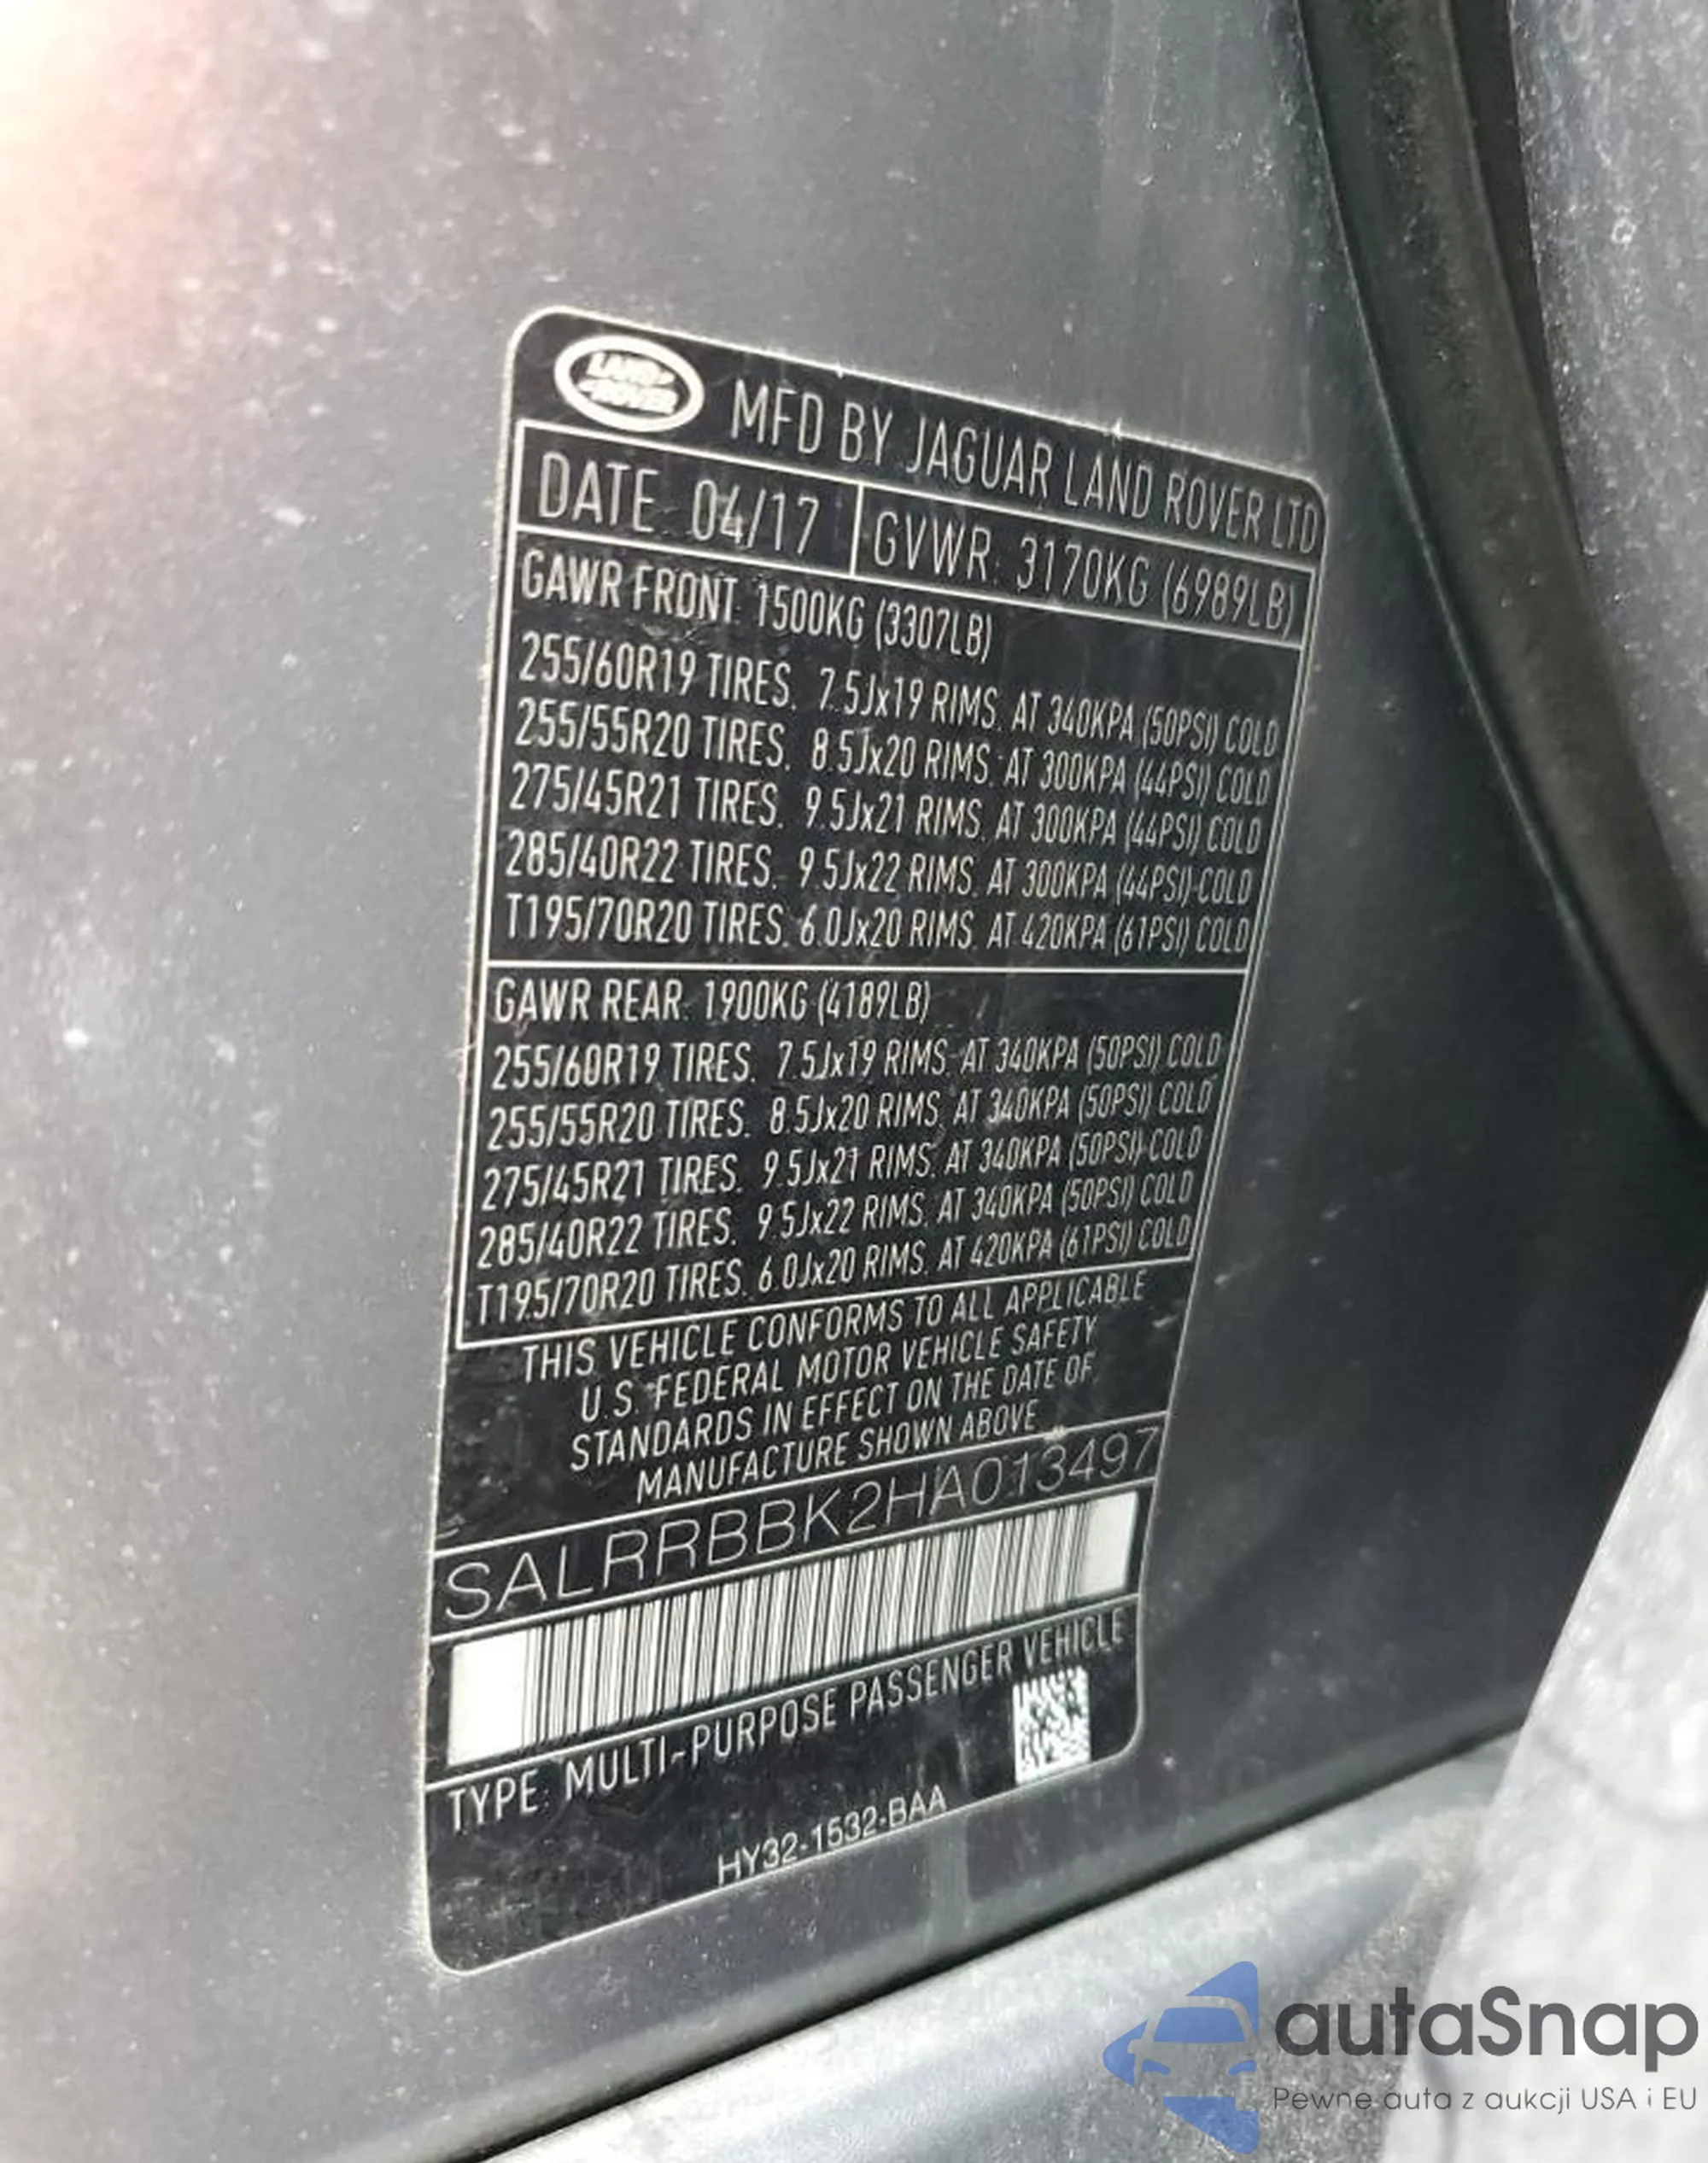 LAND
ROVER
MFD BY JAGUAR LAND ROVER LTD
DATE: 04/17 GVWR: 3170KG (6989LB)
GAWR FRONT: 1500KG (3307LB)
255/60R19 TIRES, 7.5Jx19 RIMS, AT 340KPA (50PSI) COLD
255/55R20 TIRES, 8.5Jx20 RIMS, AT 300KPA (44PSI) COLD
275/45R21 TIRES, 9.5Jx21 RIMS, AT 300KPA (44PSI) COLD
285/40R22 TIRES, 9.5Jx22 RIMS, AT 300KPA (44PSI) COLD
T195/70R20 TIRES, 6.0Jx20 RIMS, AT 420KPA (61PSI) COLD
GAWR REAR: 1900KG (4189LB)
255/60R19 TIRES, 7.5Jx19 RIMS, AT 340KPA (50PSI) COLD
255/55R20 TIRES, 8.5Jx20 RIMS, AT 340KPA (50PSI) COLD
275/45R21 TIRES, 9.5Jx21 RIMS, AT 340KPA (50PSI) COLD
285/40R22 TIRES, 9.5Jx22 RIMS, AT 340KPA (50PSI) COLD
T195/70R20 TIRES, 6.0Jx20 RIMS, AT 420KPA (61PSI) COLD
THIS VEHICLE CONFORMS TO ALL APPLICABLE
U.S. FEDERAL MOTOR VEHICLE SAFETY
STANDARDS IN EFFECT ON THE DATE OF
MANUFACTURE SHOWN ABOVE
SALRRBBK2HA013497
TYPE: MULTI-PURPOSE PASSENGER VEHICLE
HY32-1532-BAA
autaSnap
Pewne auta z aukcji USA i EU